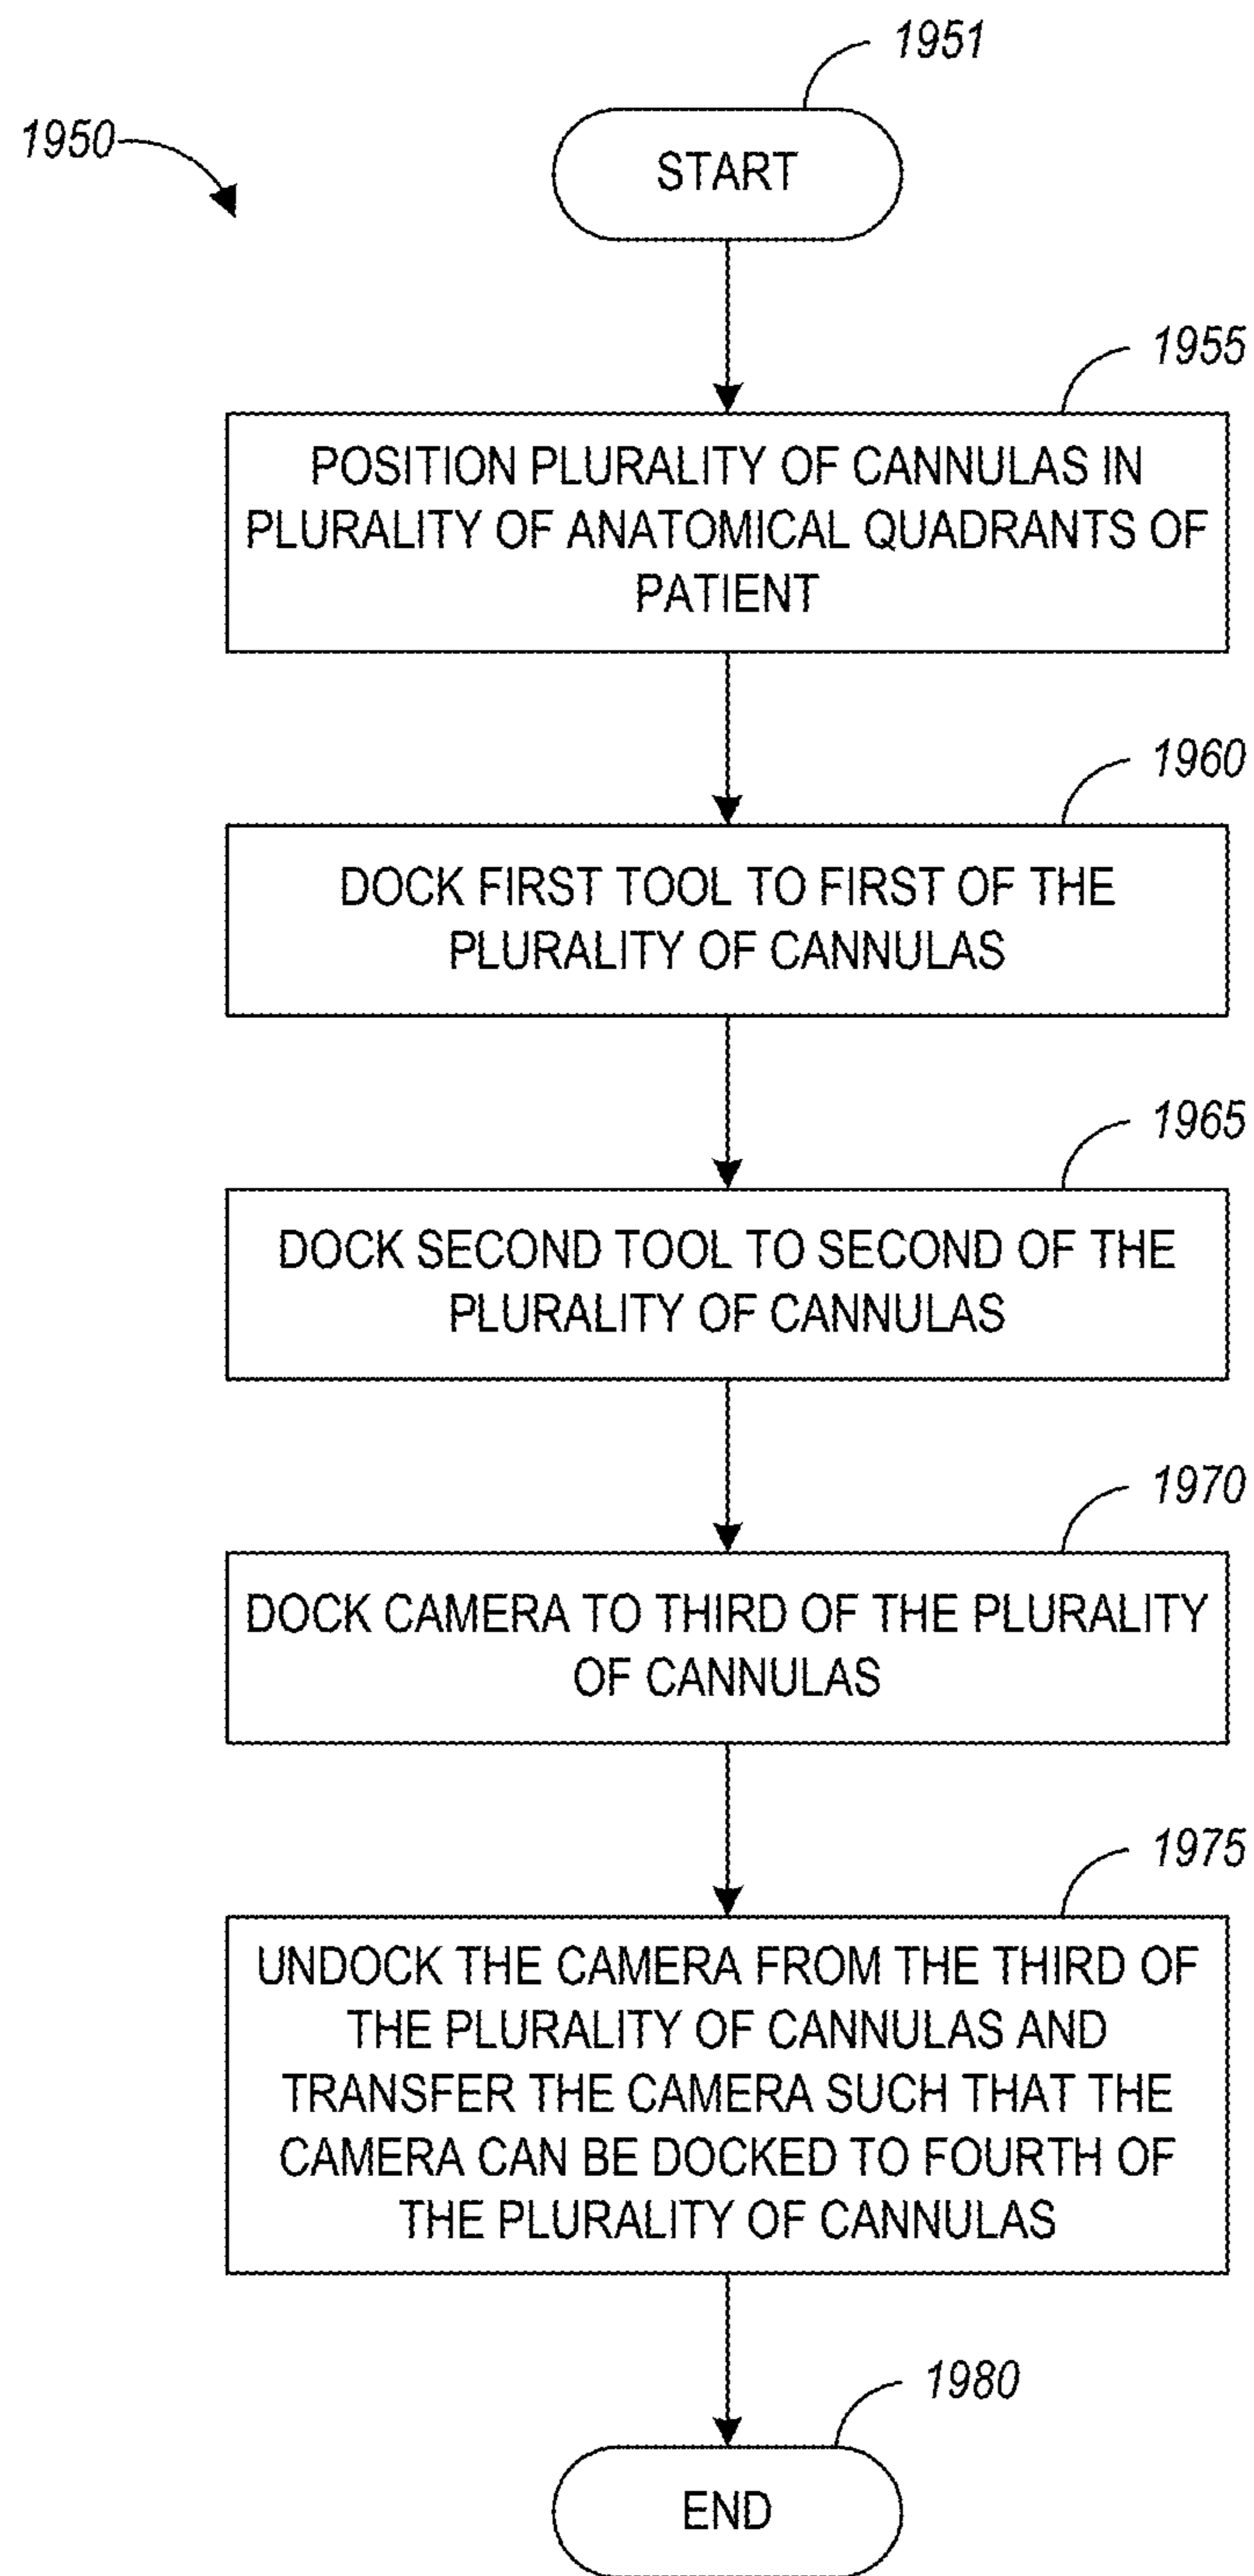 1951
1950
START
1955
POSITION PLURALITY OF CANNULAS IN
PLURALITY OF ANATOMICAL QUADRANTS OF
PATIENT
1960
DOCK FIRST TOOL TO FIRST OF THE
PLURALITY OF CANNULAS
1965
DOCK SECOND TOOL TO SECOND OF THE
PLURALITY OF CANNULAS
1970
DOCK CAMERA TO THIRD OF THE PLURALITY
OF CANNULAS
1975
UNDOCK THE CAMERA FROM THE THIRD OF
THE PLURALITY OF CANNULAS AND
TRANSFER THE CAMERA SUCH THAT THE
CAMERA CAN BE DOCKED TO FOURTH OF
THE PLURALITY OF CANNULAS
1980
END